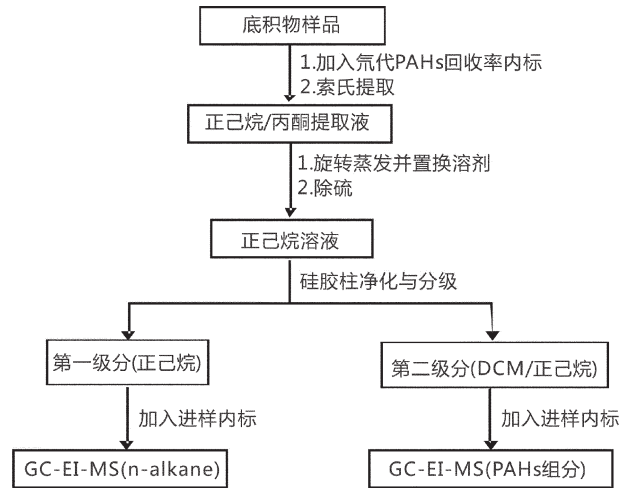 底积物样品
1.加入氘代PAHs回收率内标
2.索氏提取
正己烷/丙酮提取液
1.旋转蒸发并置换溶剂
2.除硫
正己烷溶液
硅胶柱净化与分级
第一级分(正己烷)
第二级分(DCM/正己烷)
加入进样内标
加入进样内标
GC-EI-MS(n-alkane)
GC-EI-MS(PAHs组分)